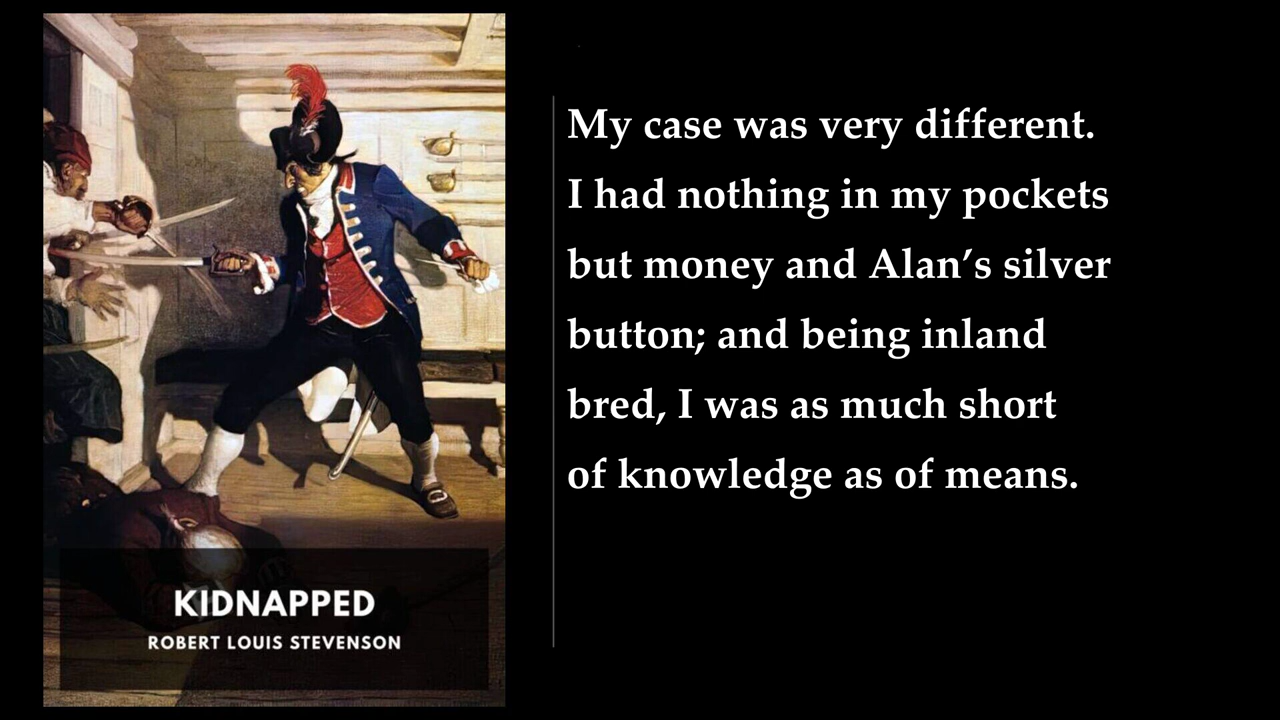 My case was very different.
I had nothing in my pockets
but money and Alan’s silver
button; and being inland
bred, I was as much short
of knowledge as of means.
KIDNAPPED
ROBERT LOUIS STEVENSON